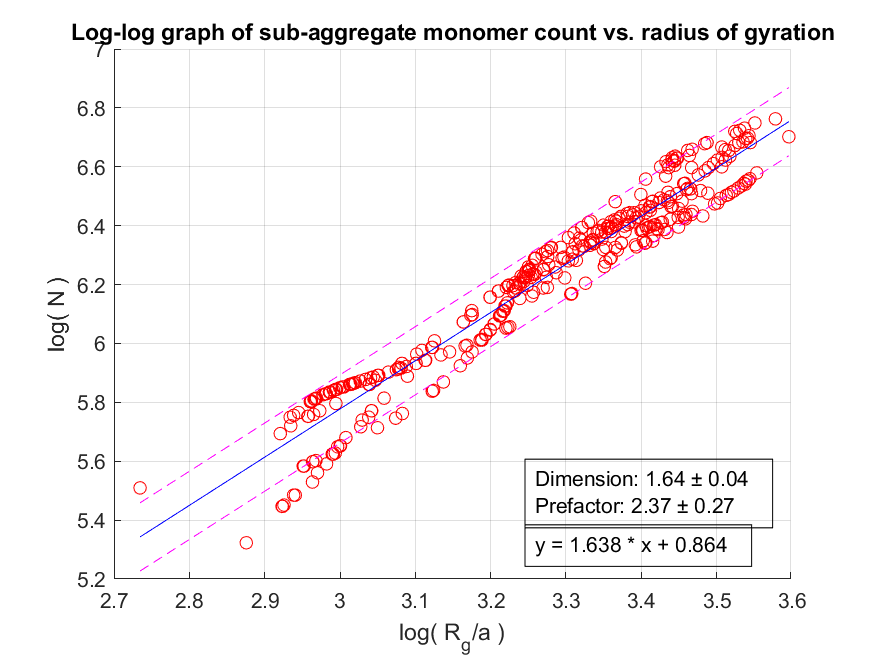 Log-log graph of sub-aggregate monomer count vs. radius of gyration
7
6.8
6.6
6.4
6.2
6
5.8
5.6
5.4
5.2
log( N )
Dimension: 1.64 ± 0.04
Prefactor: 2.37 ± 0.27
y = 1.638 * x + 0.864
2.7 2.8 2.9 3 3.1 3.2 3.3 3.4 3.5 3.6
log( R_g/a )